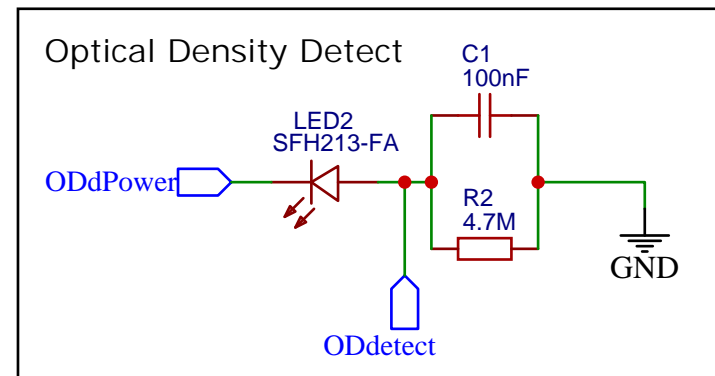 Optical Density Detect
C1
100nF
LED2
SFH213-FA
ODdPower
R2
4.7M
GND
ODdetect